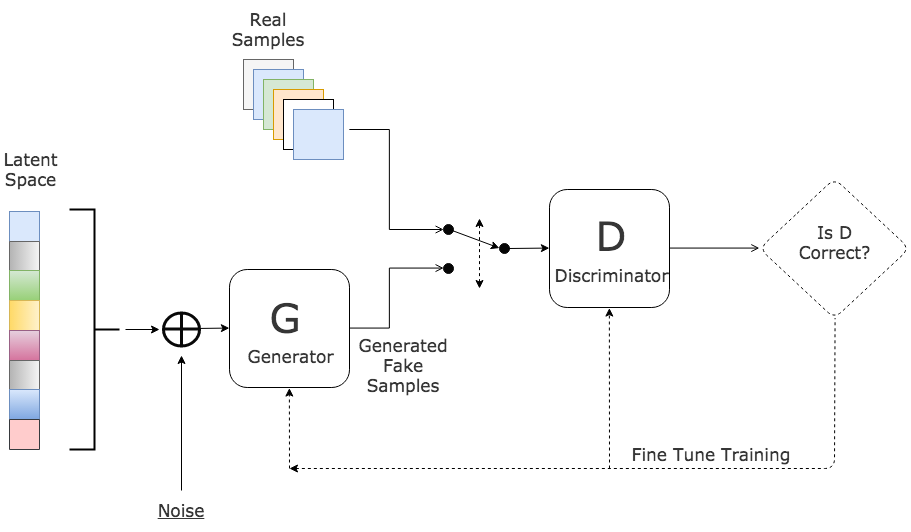 Real
Samples
Latent
Space
D
Discriminator
Is D
Correct?
G
Generator
Generated
Fake
Samples
Fine Tune Training
Noise